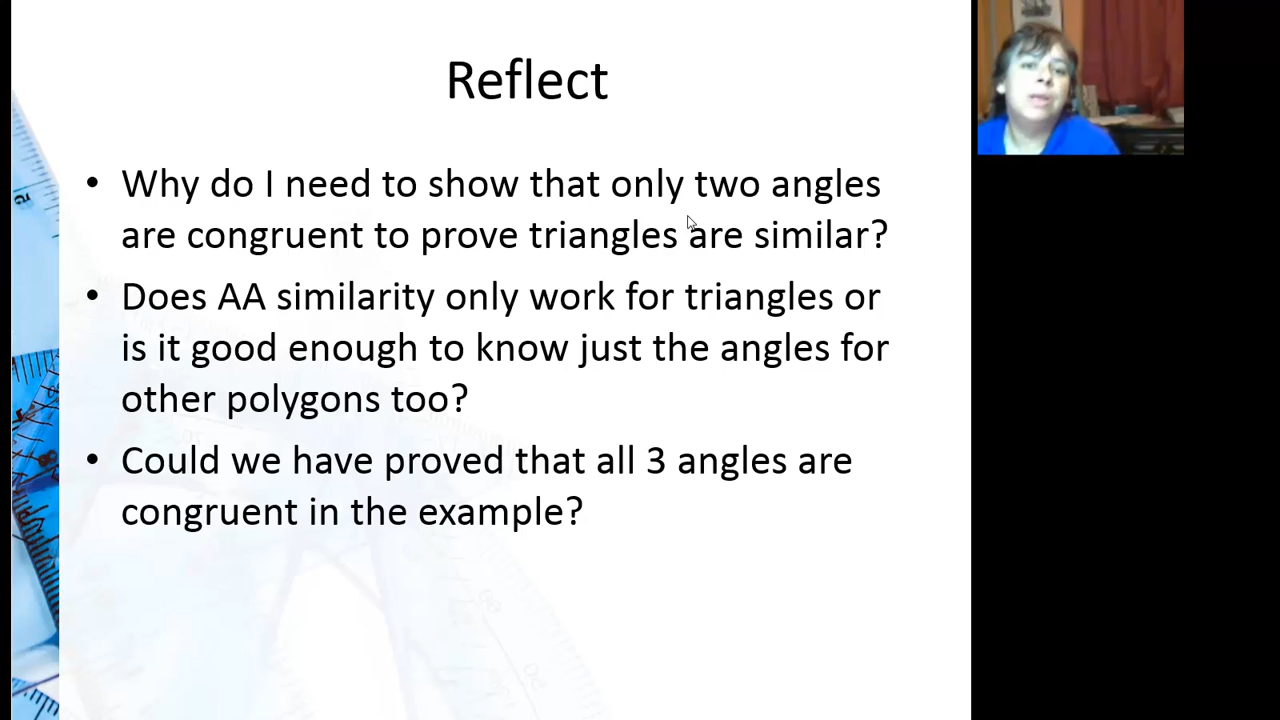 Reflect
• Why do I need to show that only two angles
are congruent to prove triangles are similar?
• Does AA similarity only work for triangles or
is it good enough to know just the angles for
other polygons too?
• Could we have proved that all 3 angles are
congruent in the example?